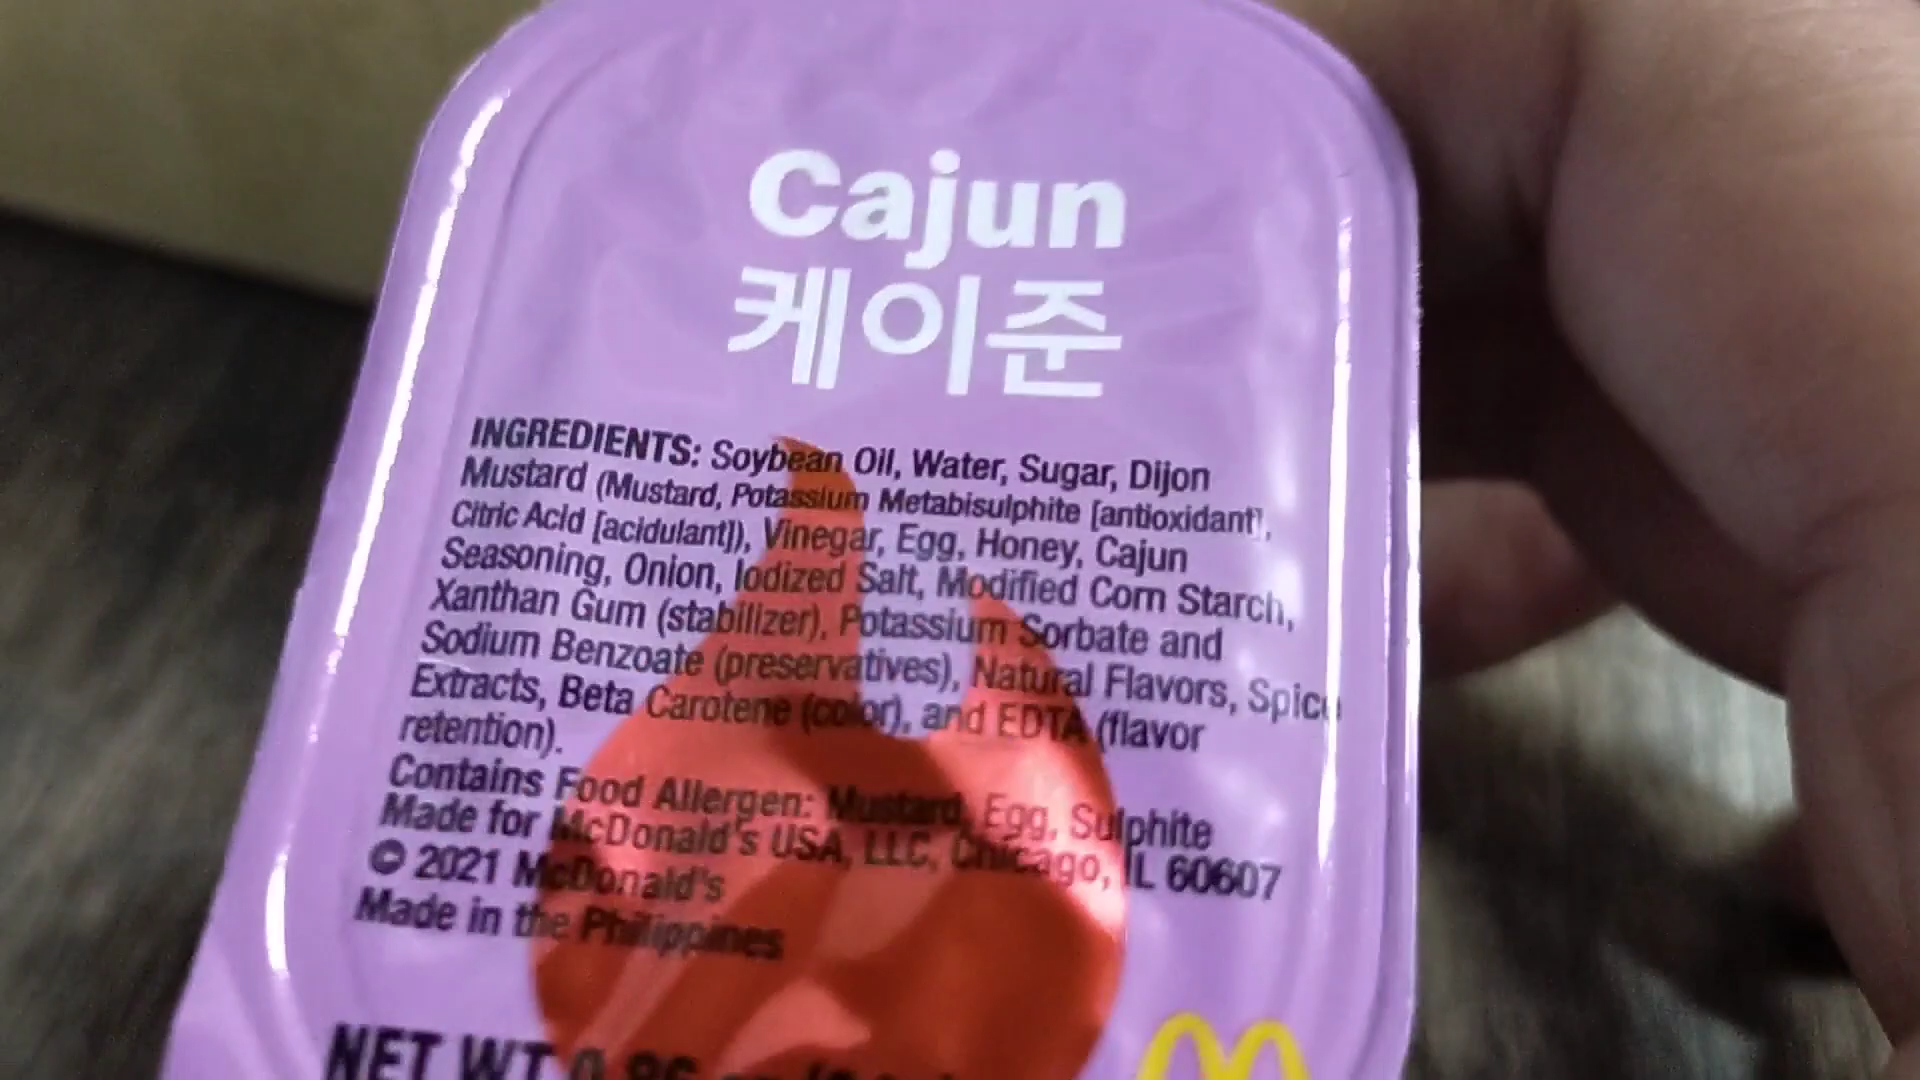 Cajun
케이준
INGREDIENTS: Soybean Oil, Water, Sugar, Dijon
Mustard (Mustard, Potassium Metabisulphite [antioxidant],
Citric Acid [acidulant]), Vinegar, Egg, Honey, Cajun
Seasoning, Onion, Iodized Salt, Modified Corn Starch,
Xanthan Gum (stabilizer), Potassium Sorbate and
Sodium Benzoate (preservatives), Natural Flavors, Spice
Extracts, Beta Carotene (color), and EDTA (flavor
retention).
Contains Food Allergen: Mustard, Egg, Sulphite
Made for McDonald's USA, LLC, Chicago, IL 60607
© 2021 McDonald's
Made in the Philippines
NET WT 0.86